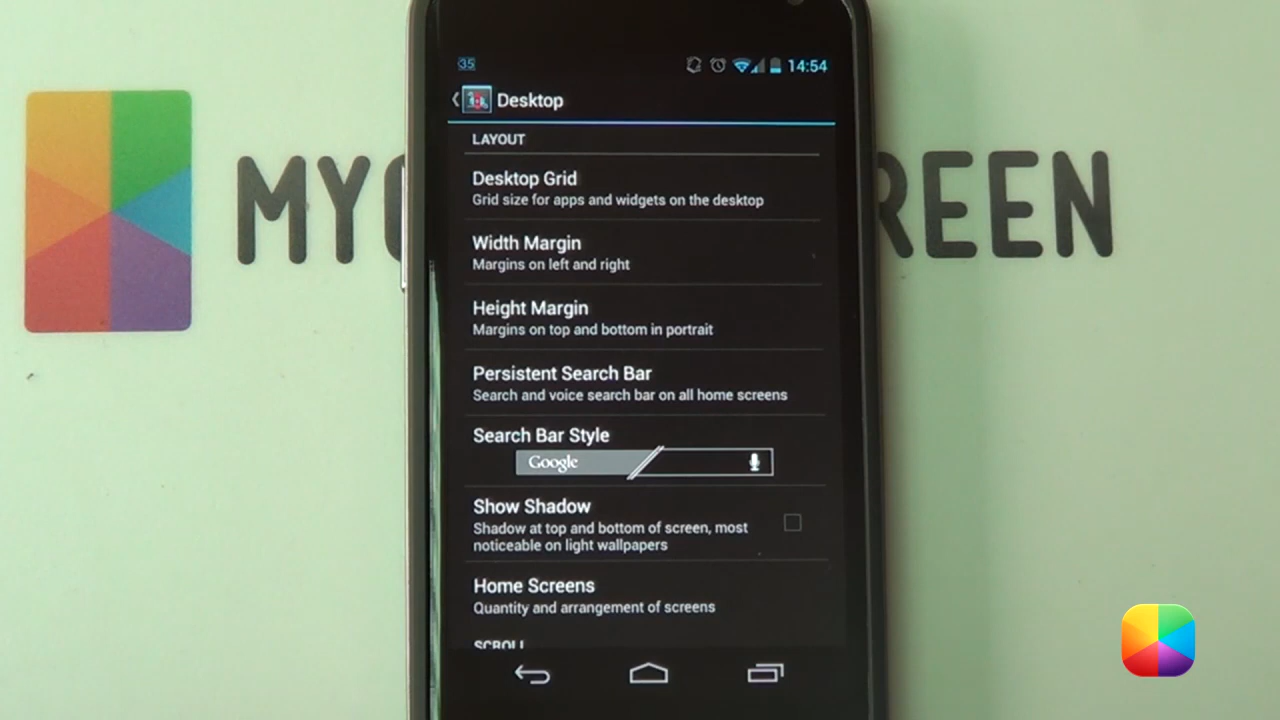 35
14:54
Desktop
LAYOUT
Desktop Grid
Grid size for apps and widgets on the desktop
MYC
REEN
Width Margin
Margins on left and right
Height Margin
Margins on top and bottom in portrait
Persistent Search Bar
Search and voice search bar on all home screens
Search Bar Style
Google
Show Shadow
Shadow at top and bottom of screen, most
noticeable on light wallpapers
Home Screens
Quantity and arrangement of screens
SCROLL